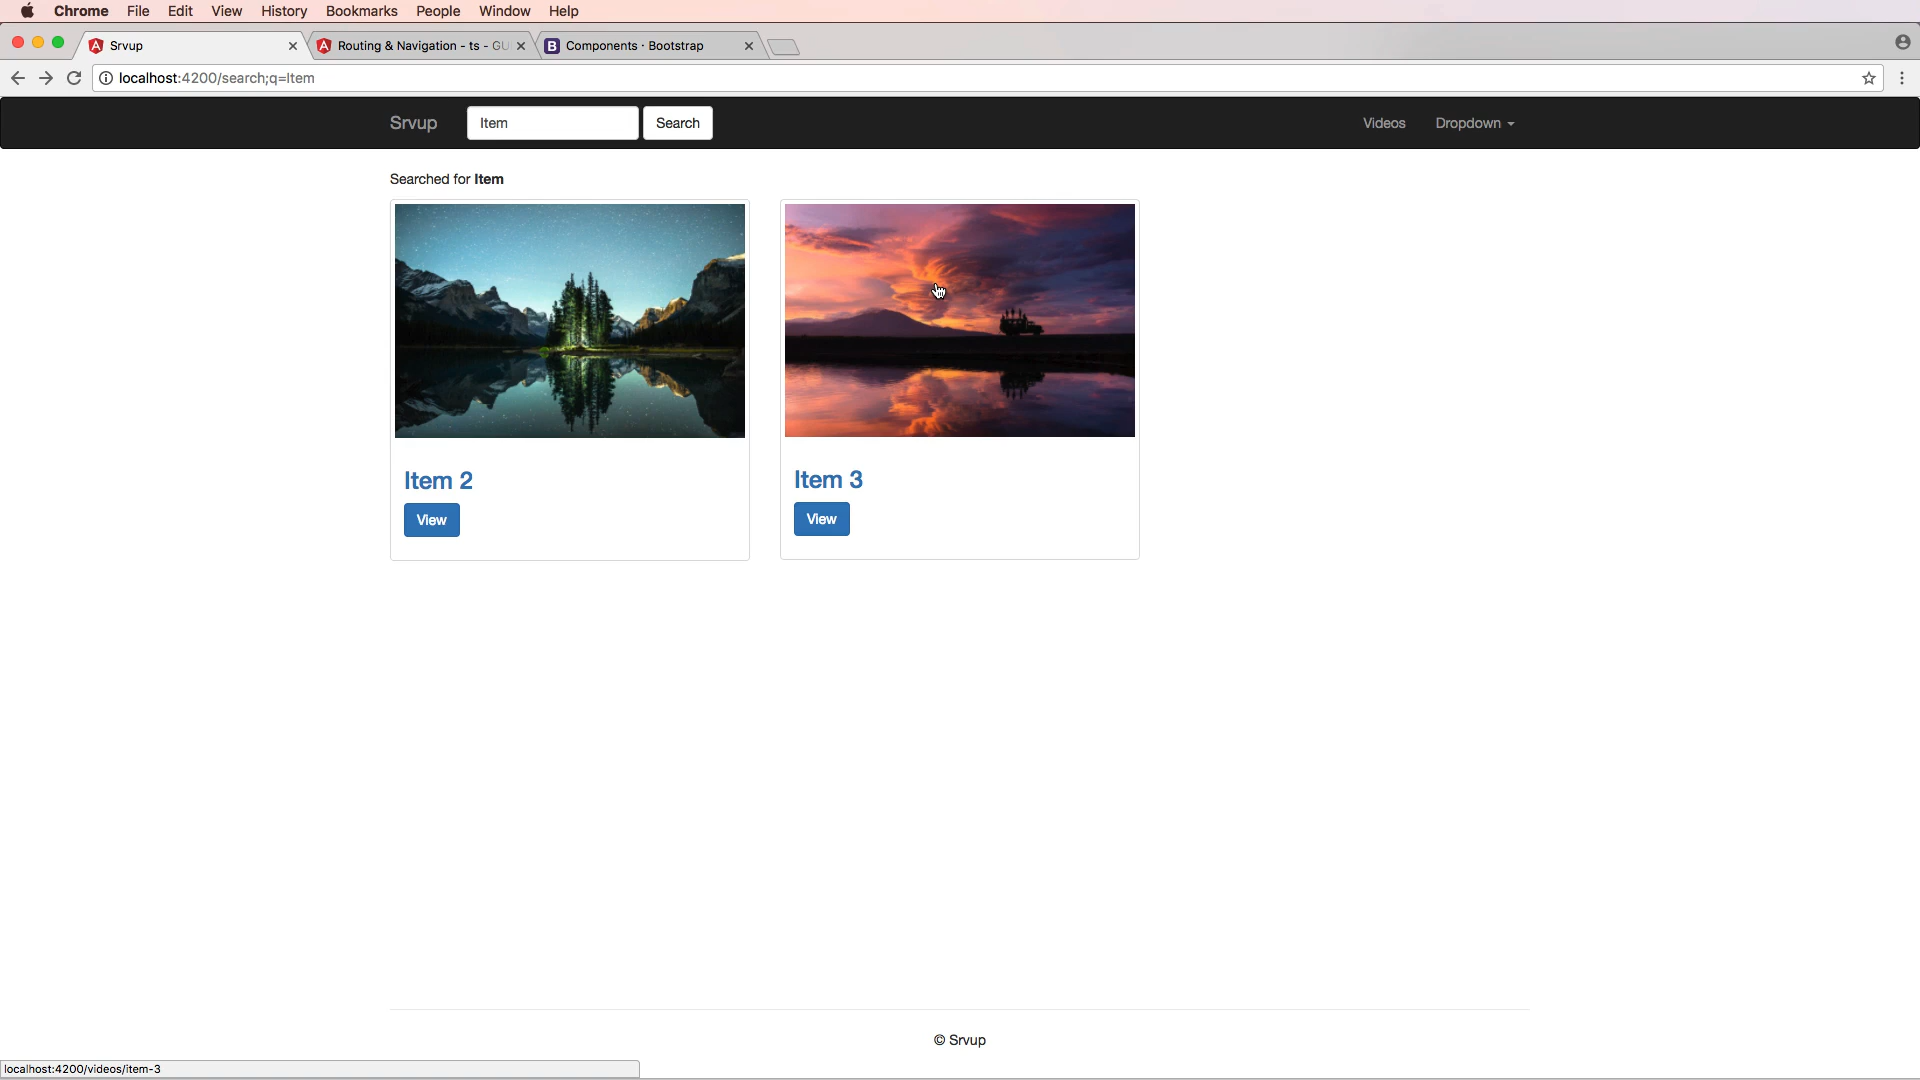 Chrome File Edit View History Bookmarks People Window Help
Srvup
Routing & Navigation - ts - GU
Components · Bootstrap
localhost:4200/search;q=Item
Srvup
Item
Search
Videos
Dropdown
Searched for Item
Item 2
View
Item 3
View
© Srvup
localhost:4200/videos/item-3